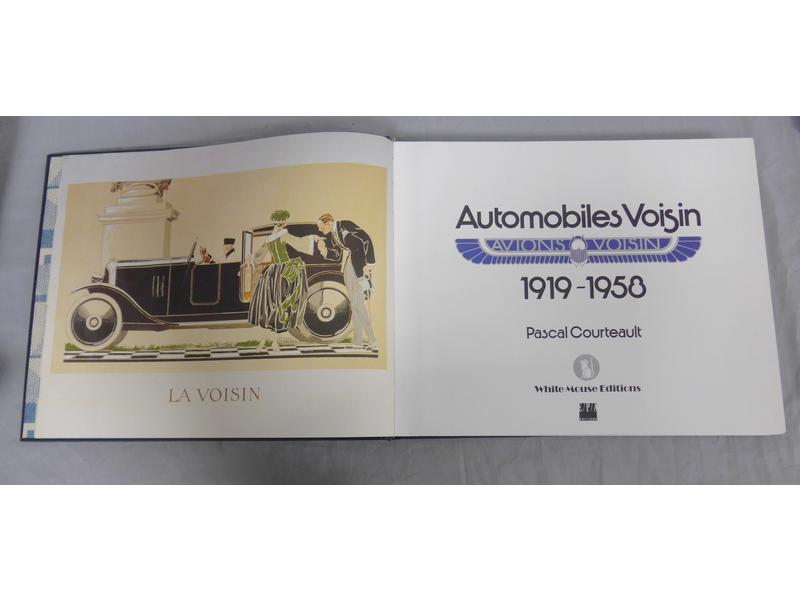 LA VOISIN
Automobiles Voisin
AVIONS VOISIN
1919-1958
Pascal Courteault
White Mouse Editions